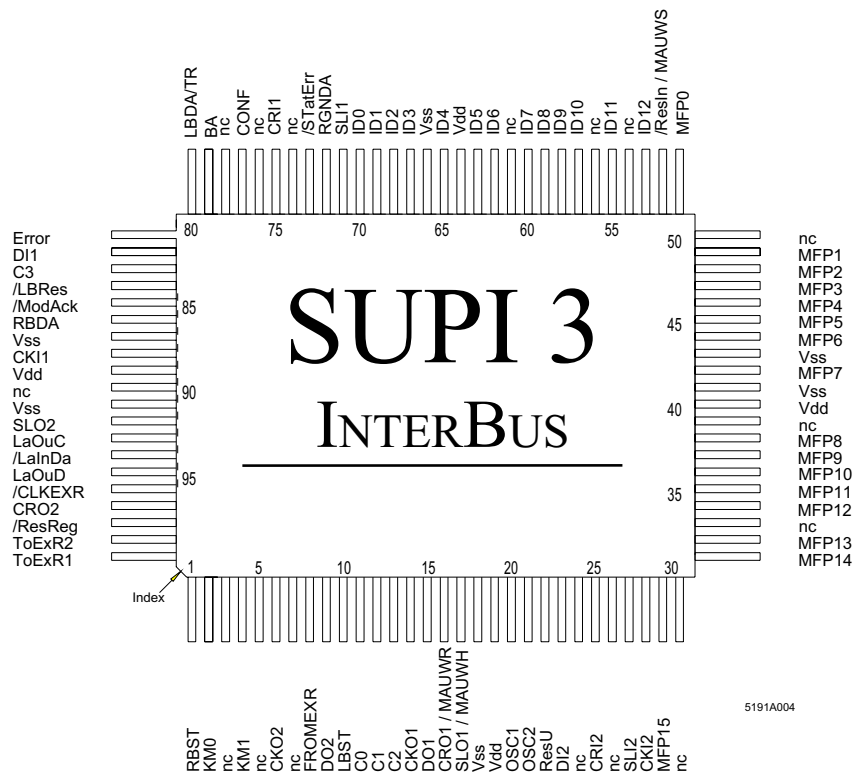 LBDA/TR
BA
nc
CONF
nc
CRI1
nc
/STatErr
RGNDA
SLI1
ID0
ID1
ID2
ID3
Vss
ID4
Vdd
ID5
ID6
nc
ID7
ID8
ID9
ID10
nc
ID11
nc
ID12
/ResIn / MAUWS
MFP0
80 75 70 65 60 55 50
Error
DI1
C3
/LBRes
/ModAck
RBDA
Vss
CKI1
Vdd
nc
Vss
SLO2
LaOuC
/LaInDa
LaOuD
/CLKEXR
CRO2
/ResReg
ToExR2
ToExR1
85
90
95
SUPI 3
INTERBUS
45
40
35
nc
MFP1
MFP2
MFP3
MFP4
MFP5
MFP6
Vss
MFP7
Vss
Vdd
nc
MFP8
MFP9
MFP10
MFP11
MFP12
nc
MFP13
MFP14
1 5 10 15 20 25 30
Index
RBST
KM0
nc
KM1
nc
CKO2
nc
FROMEXR
DO2
LBST
C0
C1
C2
CKO1
DO1
CRO1 / MAUWR
SLO1 / MAUWH
Vss
Vdd
OSC1
OSC2
ResU
DI2
nc
CRI2
nc
SLI2
CKI2
MFP15
nc
5191A004